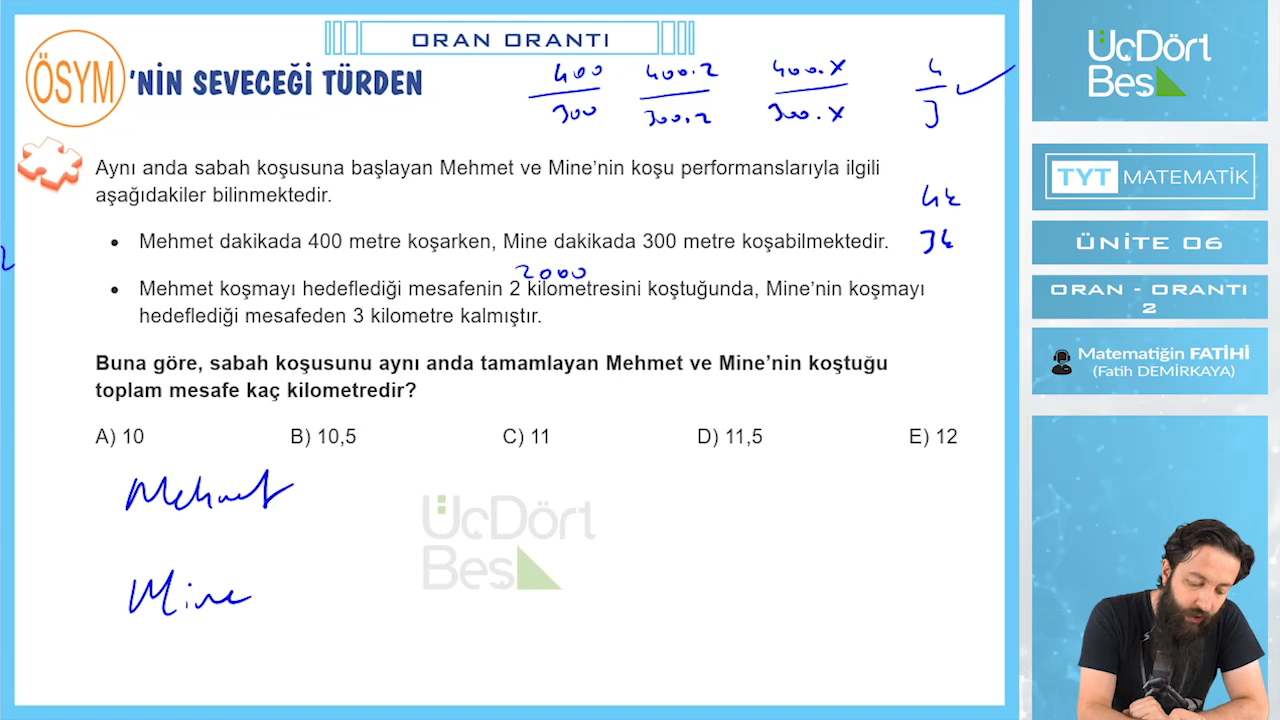 ORAN ORANTI
ÖSYM'NİN SEVECEĞİ TÜRDEN
400 400.2 400.x 4
300 300.2 300.x 3
Aynı anda sabah koşusuna başlayan Mehmet ve Mine'nin koşu performanslarıyla ilgili
aşağıdakiler bilinmektedir.
4k
• Mehmet dakikada 400 metre koşarken, Mine dakikada 300 metre koşabilmektedir.
3k
2
2000
• Mehmet koşmayı hedeflediği mesafenin 2 kilometresini koştuğunda, Mine'nin koşmayı
hedeflediği mesafeden 3 kilometre kalmıştır.
Buna göre, sabah koşusunu aynı anda tamamlayan Mehmet ve Mine'nin koştuğu
toplam mesafe kaç kilometredir?
A) 10 B) 10,5 C) 11 D) 11,5 E) 12
Mehmet
Mine
ÜçDört
Beş
ÜçDört
Beş
TYT MATEMATİK
ÜNİTE 06
ORAN - ORANTI
2
Matematiğin FATİHİ
(Fatih DEMİRKAYA)